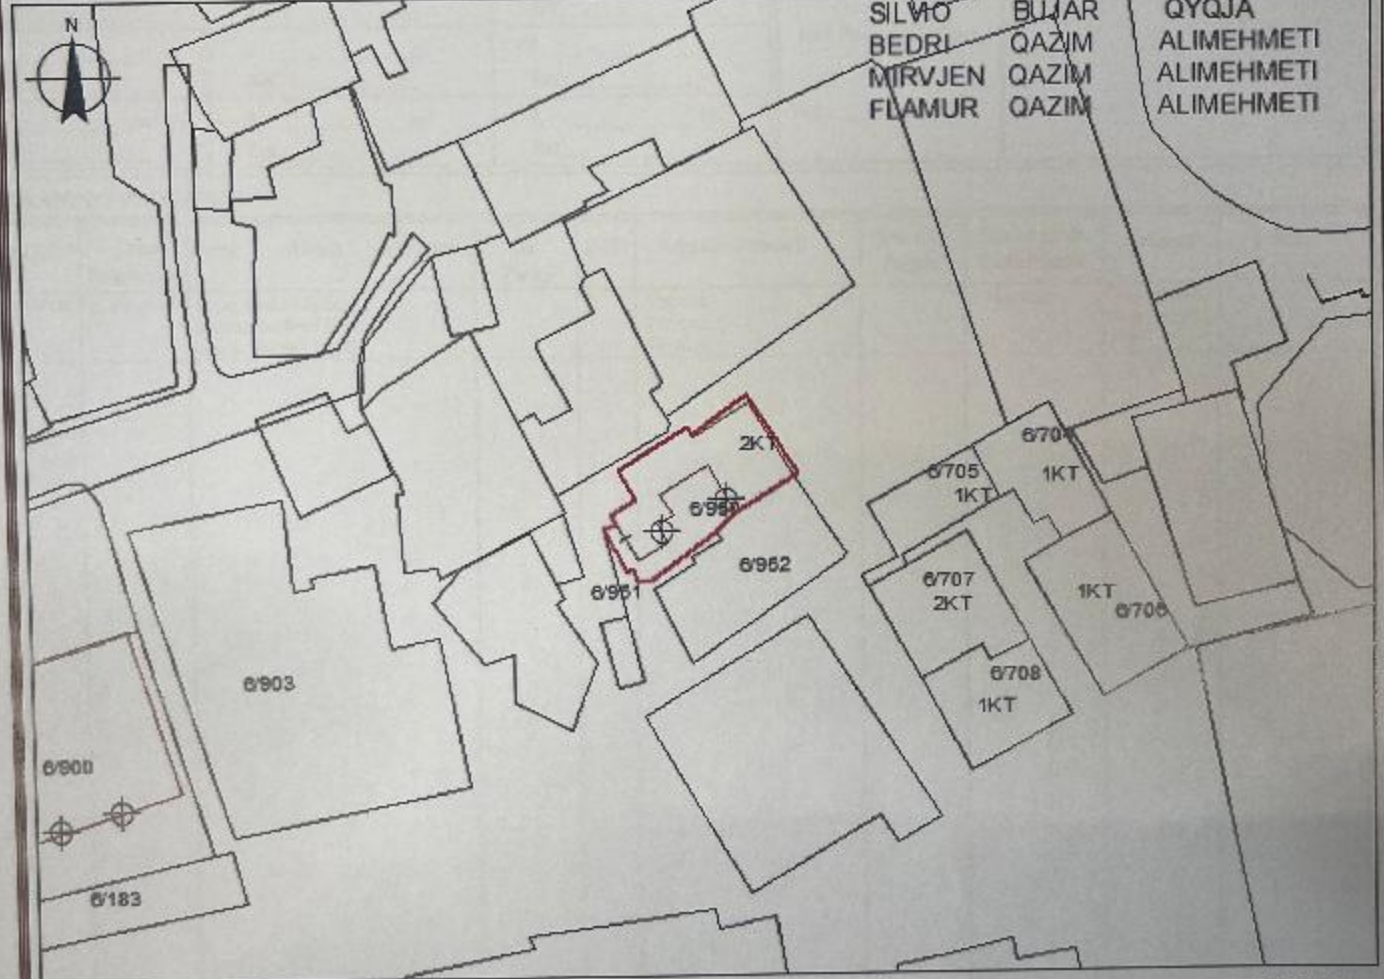 SILVIO BUJAR QYQJA
N
BEDRI QAZIM ALIMEHMETI
MIRVJEN QAZIM ALIMEHMETI
FLAMUR QAZIM ALIMEHMETI
2KT
6/704
6/705
1KT
1KT
6/952
6/951
6/707
2KT
1KT
6/706
6/708
1KT
6/903
6/900
6/183